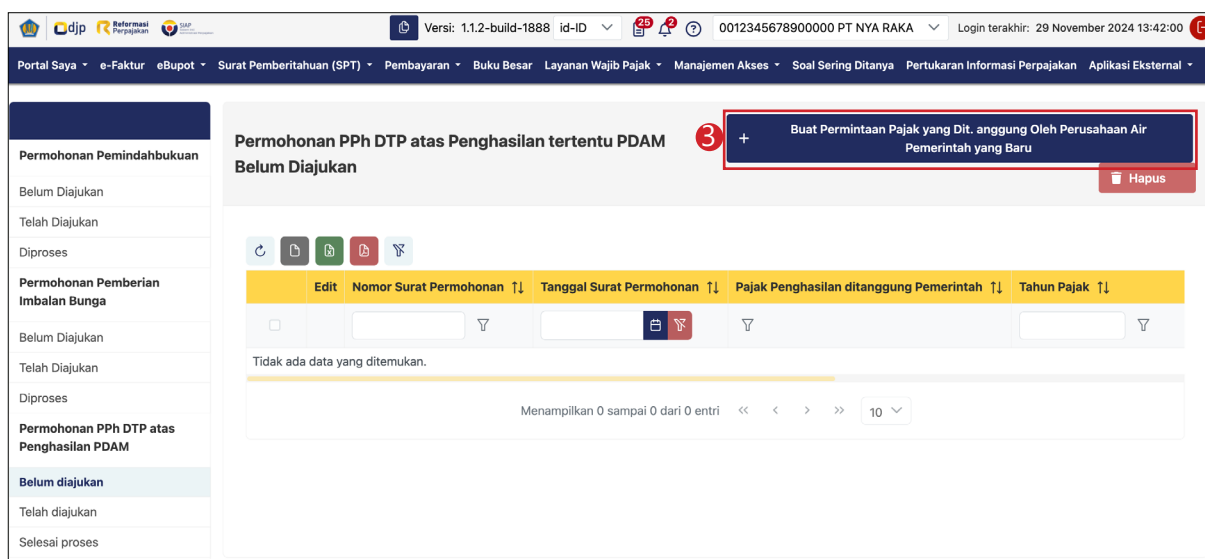 djp Reformasi Perpajakan SIAP Versi: 1.1.2-build-1888 id-ID 25 2 0012345678900000 PT NYA RAKA Login terakhir: 29 November 2024 13:42:00
Portal Saya e-Faktur eBupot Surat Pemberitahuan (SPT) Pembayaran Buku Besar Layanan Wajib Pajak Manajemen Akses Soal Sering Ditanya Pertukaran Informasi Perpajakan Aplikasi Eksternal
Permohonan Pemindahbukuan
Belum Diajukan
Telah Diajukan
Diproses
Permohonan Pemberian
Imbalan Bunga
Belum Diajukan
Telah Diajukan
Diproses
Permohonan PPh DTP atas
Penghasilan PDAM
Belum diajukan
Telah diajukan
Selesai proses
Permohonan PPh DTP atas Penghasilan tertentu PDAM
Belum Diajukan
3
+ Buat Permintaan Pajak yang Dit. anggung Oleh Perusahaan Air
Pemerintah yang Baru
Hapus
Edit Nomor Surat Permohonan Tanggal Surat Permohonan Pajak Penghasilan ditanggung Pemerintah Tahun Pajak
Tidak ada data yang ditemukan.
Menampilkan 0 sampai 0 dari 0 entri << < > >> 10